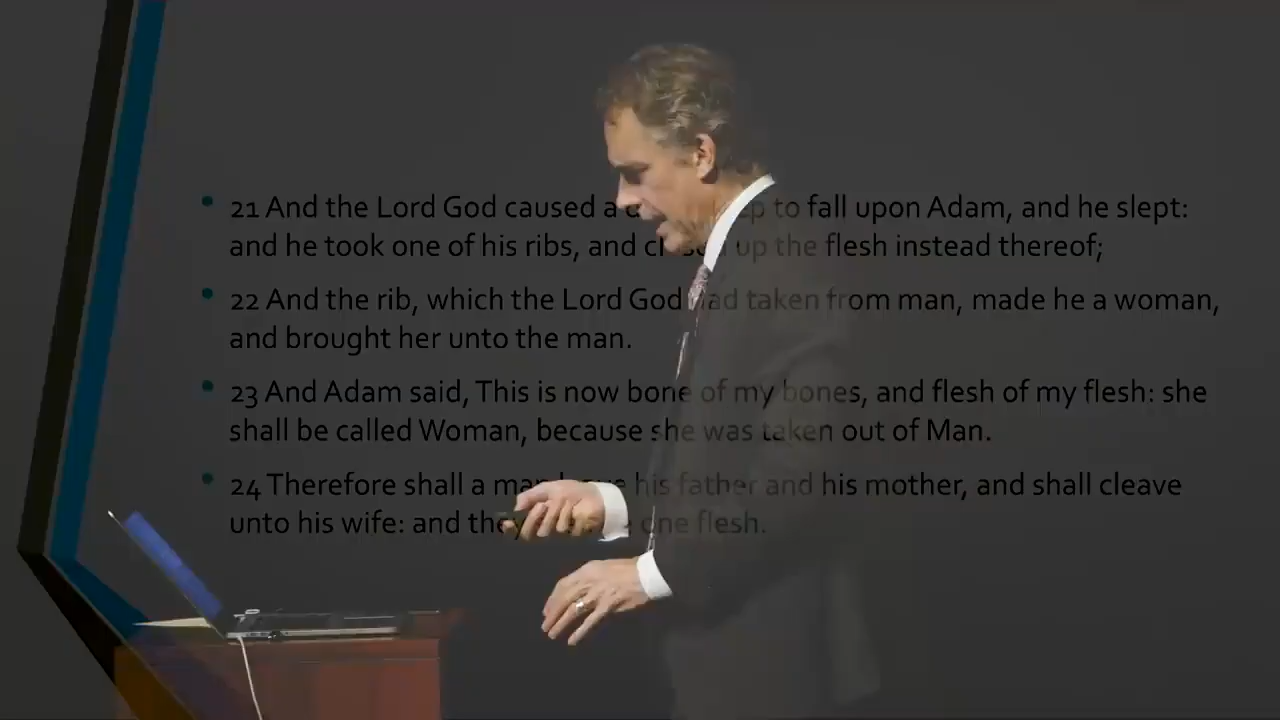 21 And the Lord God caused a to fall upon Adam, and he slept:
and he took one of his ribs, and closed up the flesh instead thereof;
22 And the rib, which the Lord God had taken from man, made he a woman,
and brought her unto the man.
23 And Adam said, This is now bone of my bones, and flesh of my flesh: she
shall be called Woman, because she was taken out of Man.
24 Therefore shall a man his father and his mother, and shall cleave
unto his wife: and they one flesh.